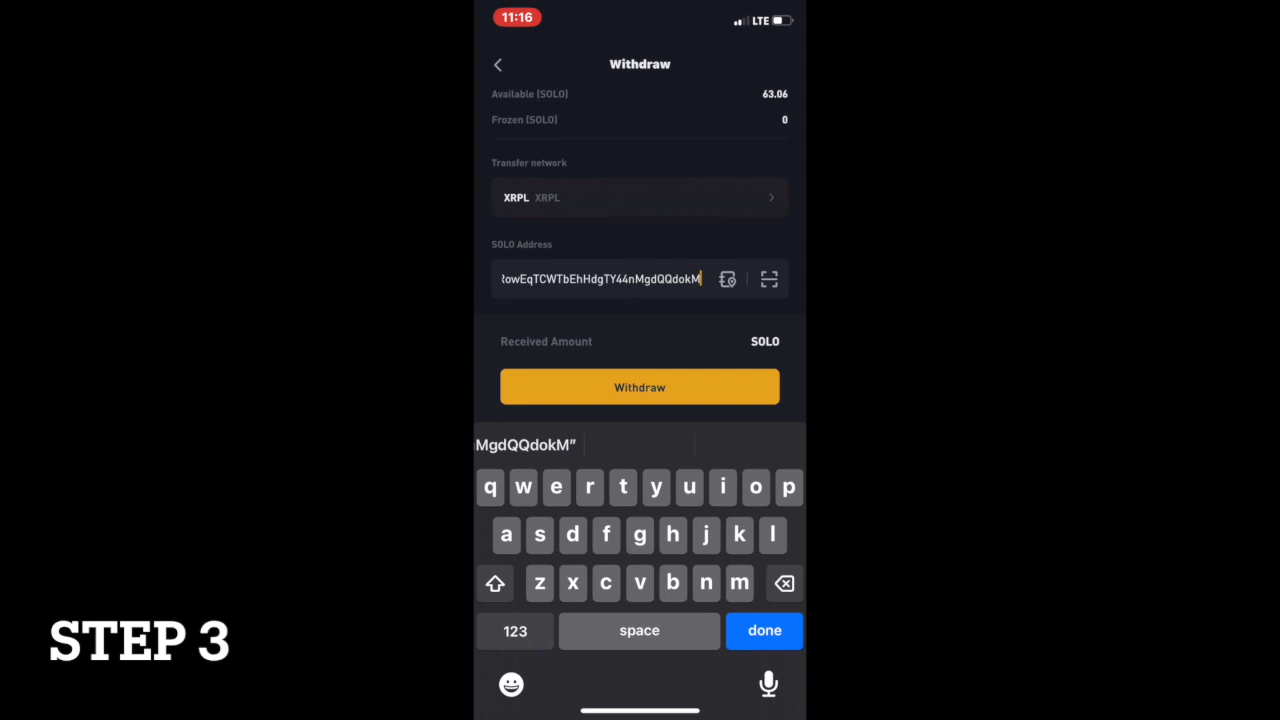 11:16
LTE
Withdraw
Available (SOLO) 63.06
Frozen (SOLO) 0
Transfer network
XRPL XRPL
SOLO Address
RowEqTCWTbEhHdgTY44nMgdQQdokM
Received Amount SOLO
Withdraw
MgdQQdokM"
q w e r t y u i o p
a s d f g h j k l
z x c v b n m
123 space done
STEP 3